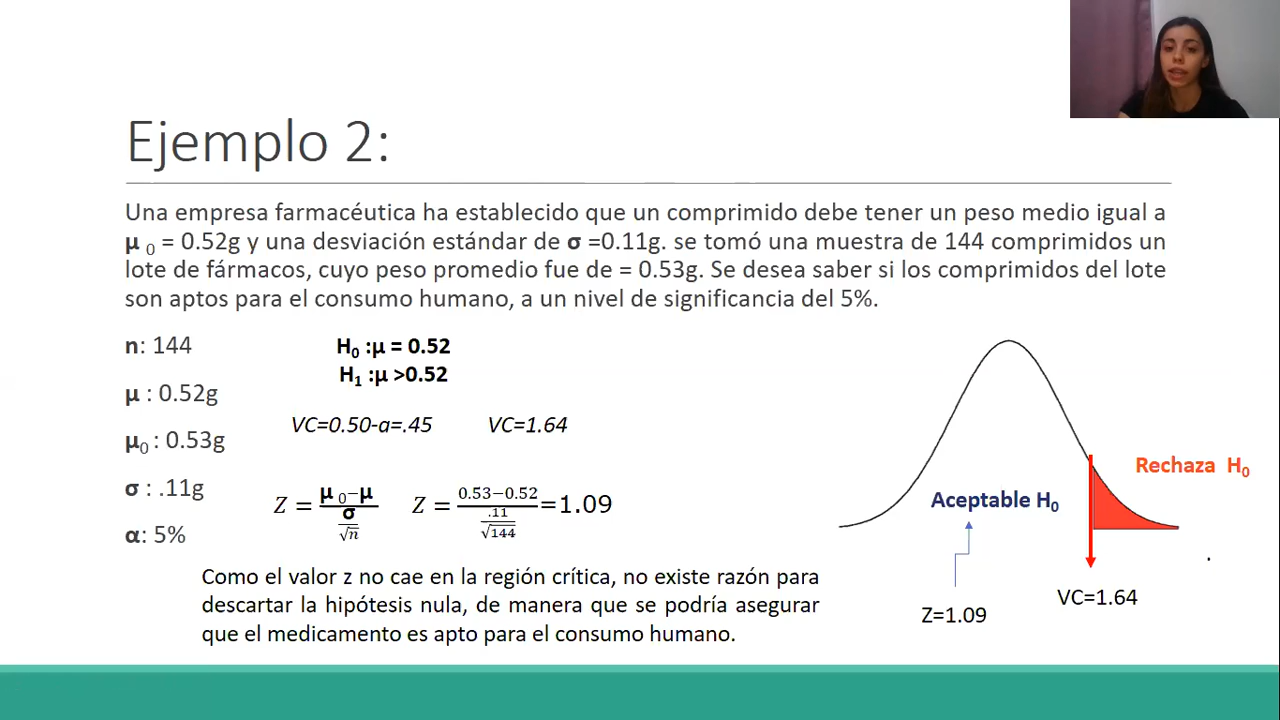 Ejemplo 2:
Una empresa farmacéutica ha establecido que un comprimido debe tener un peso medio igual a
μ 0 = 0.52g y una desviación estándar de σ =0.11g. se tomó una muestra de 144 comprimidos un
lote de fármacos, cuyo peso promedio fue de = 0.53g. Se desea saber si los comprimidos del lote
son aptos para el consumo humano, a un nivel de significancia del 5%.
n: 144
μ : 0.52g
μ0 : 0.53g
σ : .11g
α: 5%
H0 :μ = 0.52
H1 :μ >0.52
VC=0.50-a=.45 VC=1.64
Z = (μ 0−μ)/(σ/√n) Z = (0.53−0.52)/(.11/√144)=1.09
Como el valor z no cae en la región crítica, no existe razón para
descartar la hipótesis nula, de manera que se podría asegurar
que el medicamento es apto para el consumo humano.
Rechaza H0
Aceptable H0
Z=1.09
VC=1.64